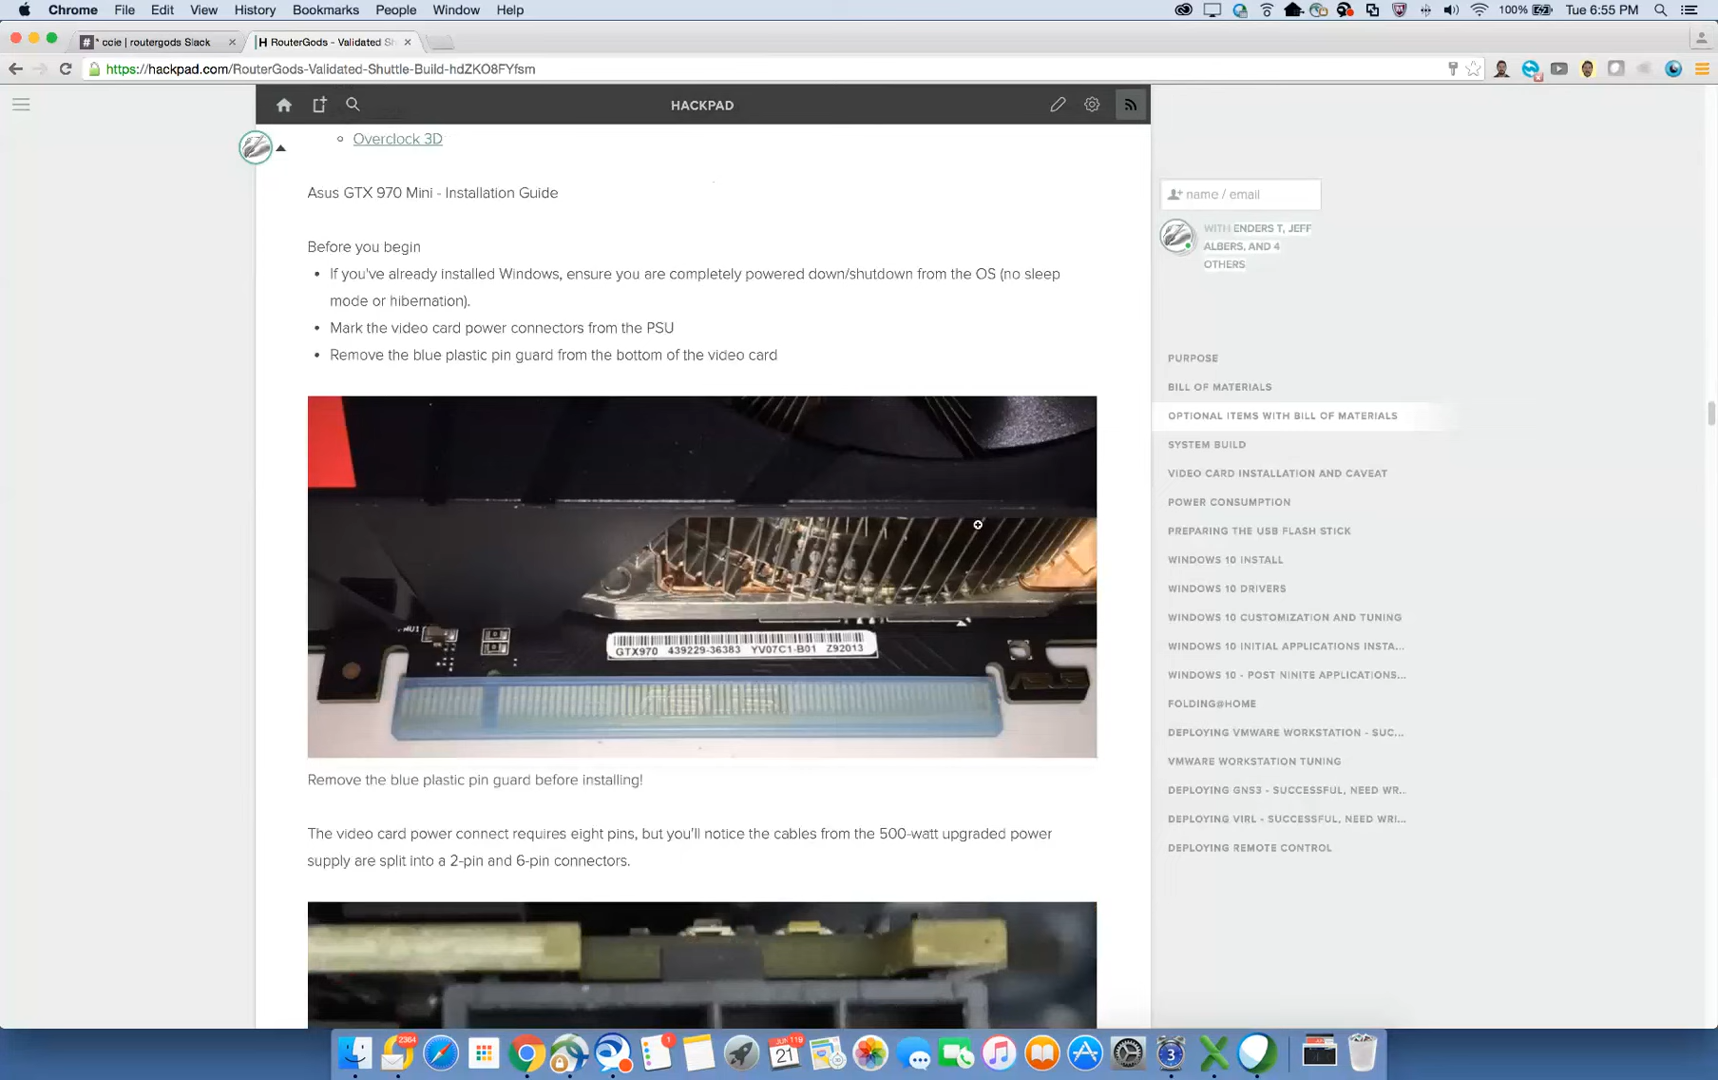 Chrome File Edit View History Bookmarks People Window Help 100% Tue 6:55 PM
* ccie | routergods Slack × H RouterGods - Validated Sh ×
https://hackpad.com/RouterGods-Validated-Shuttle-Build-hdZKO8FYfsm
HACKPAD
Overclock 3D
Asus GTX 970 Mini - Installation Guide
Before you begin
• If you've already installed Windows, ensure you are completely powered down/shutdown from the OS (no sleep
mode or hibernation).
• Mark the video card power connectors from the PSU
• Remove the blue plastic pin guard from the bottom of the video card
GTX970 439229-36383 YV07C1-B01 Z92013
Remove the blue plastic pin guard before installing!
The video card power connect requires eight pins, but you'll notice the cables from the 500-watt upgraded power
supply are split into a 2-pin and 6-pin connectors.
name / email
WITH ENDERS T, JEFF
ALBERS, AND 4
OTHERS
PURPOSE
BILL OF MATERIALS
OPTIONAL ITEMS WITH BILL OF MATERIALS
SYSTEM BUILD
VIDEO CARD INSTALLATION AND CAVEAT
POWER CONSUMPTION
PREPARING THE USB FLASH STICK
WINDOWS 10 INSTALL
WINDOWS 10 DRIVERS
WINDOWS 10 CUSTOMIZATION AND TUNING
WINDOWS 10 INITIAL APPLICATIONS INSTA...
WINDOWS 10 - POST NINITE APPLICATIONS...
FOLDING@HOME
DEPLOYING VMWARE WORKSTATION - SUC...
VMWARE WORKSTATION TUNING
DEPLOYING GNS3 - SUCCESSFUL, NEED WR...
DEPLOYING VIRL - SUCCESSFUL, NEED WRI...
DEPLOYING REMOTE CONTROL
2364
1
JUN 119
21
3